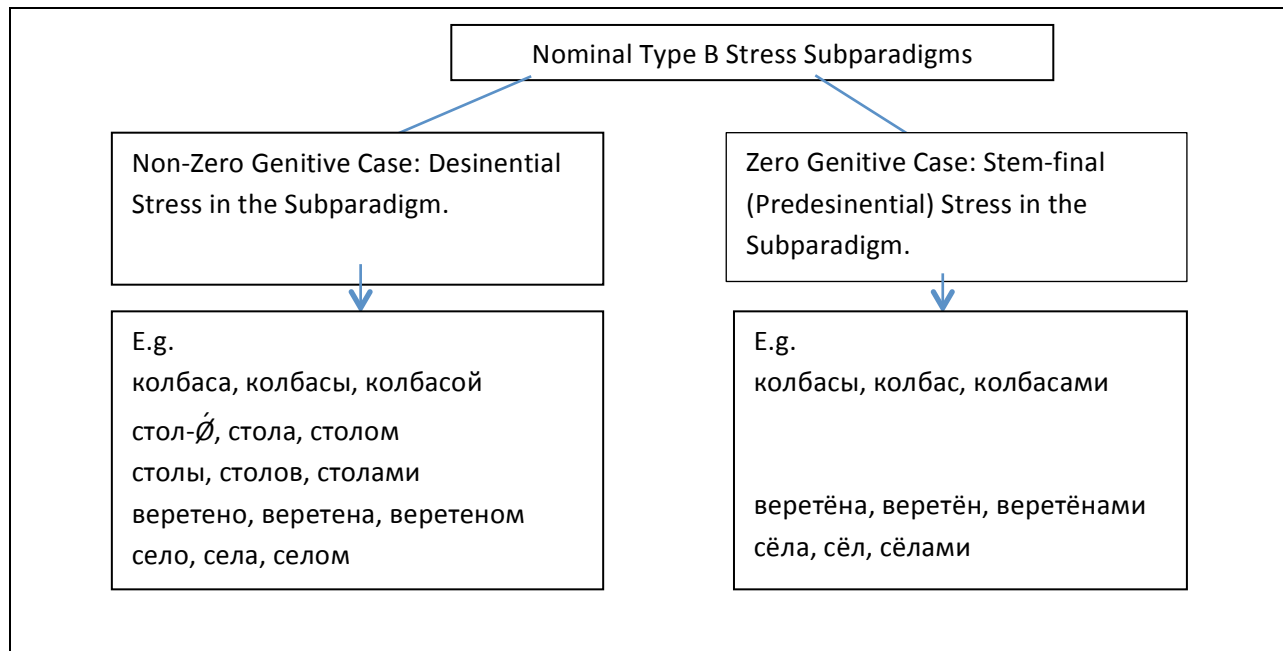 Nominal Type B Stress Subparadigms
Non-Zero Genitive Case: Desinential
Stress in the Subparadigm.
Zero Genitive Case: Stem-final
(Predesinential) Stress in the
Subparadigm.
E.g.
колбаса, колбасы, колбасой
стол-Ǿ, стола, столом
столы, столов, столами
веретено, веретена, веретеном
село, села, селом
E.g.
колбасы, колбас, колбасами
веретёна, веретён, веретёнами
сёла, сёл, сёлами